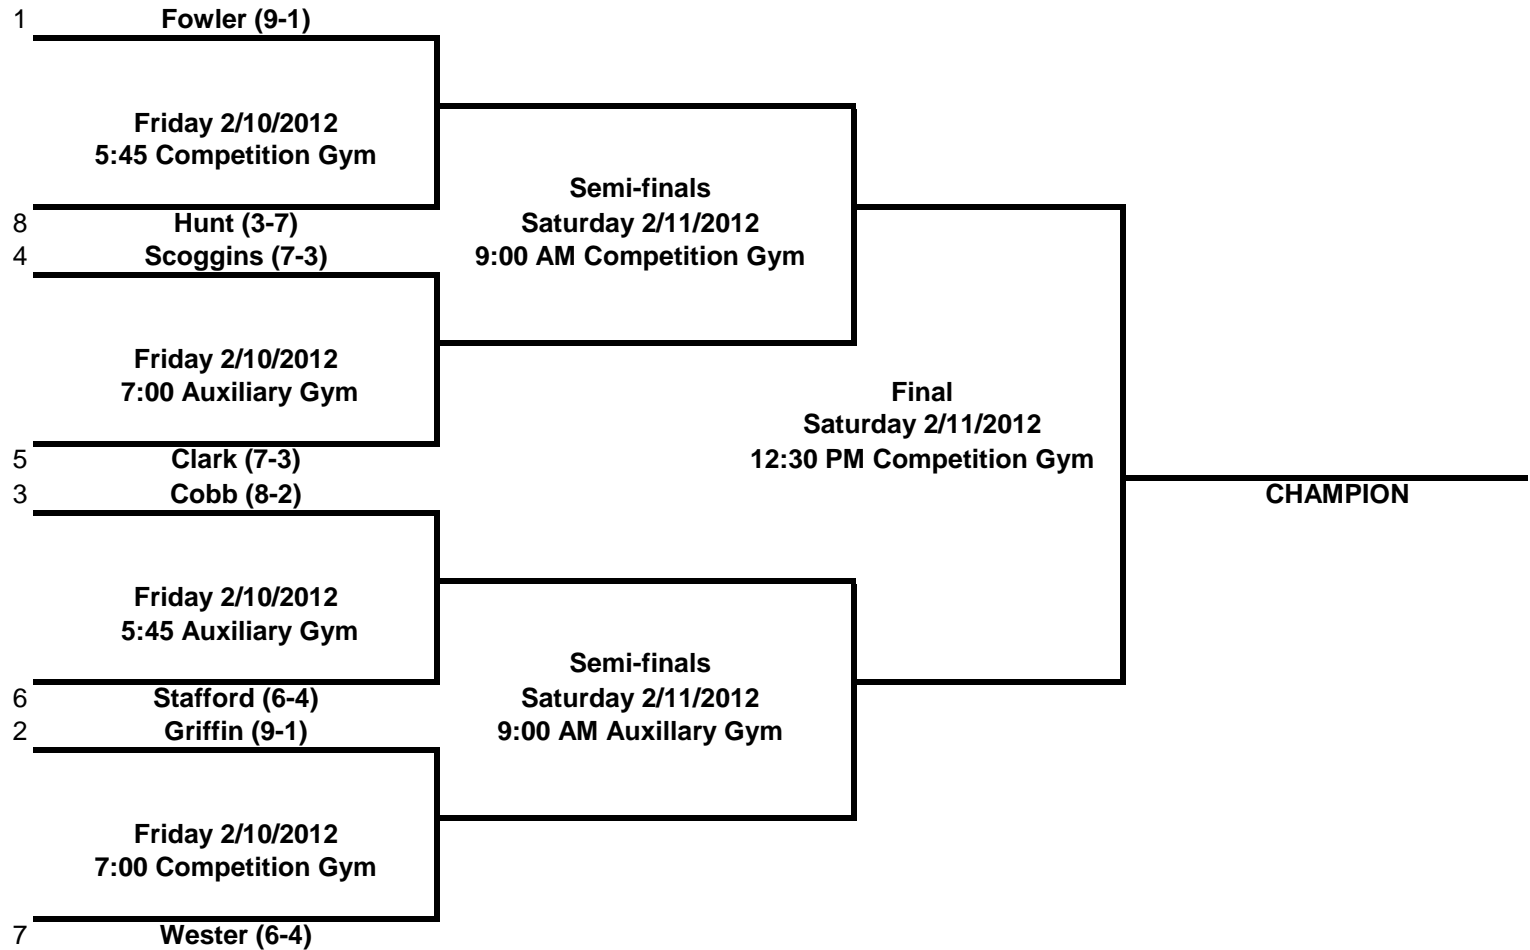 1 Fowler (9-1)
Friday 2/10/2012
5:45 Competition Gym
8 Hunt (3-7)
4 Scoggins (7-3)
Friday 2/10/2012
7:00 Auxiliary Gym
5 Clark (7-3)
3 Cobb (8-2)
Friday 2/10/2012
5:45 Auxiliary Gym
6 Stafford (6-4)
2 Griffin (9-1)
Friday 2/10/2012
7:00 Competition Gym
7 Wester (6-4)
Semi-finals
Saturday 2/11/2012
9:00 AM Competition Gym
Semi-finals
Saturday 2/11/2012
9:00 AM Auxillary Gym
Final
Saturday 2/11/2012
12:30 PM Competition Gym
CHAMPION